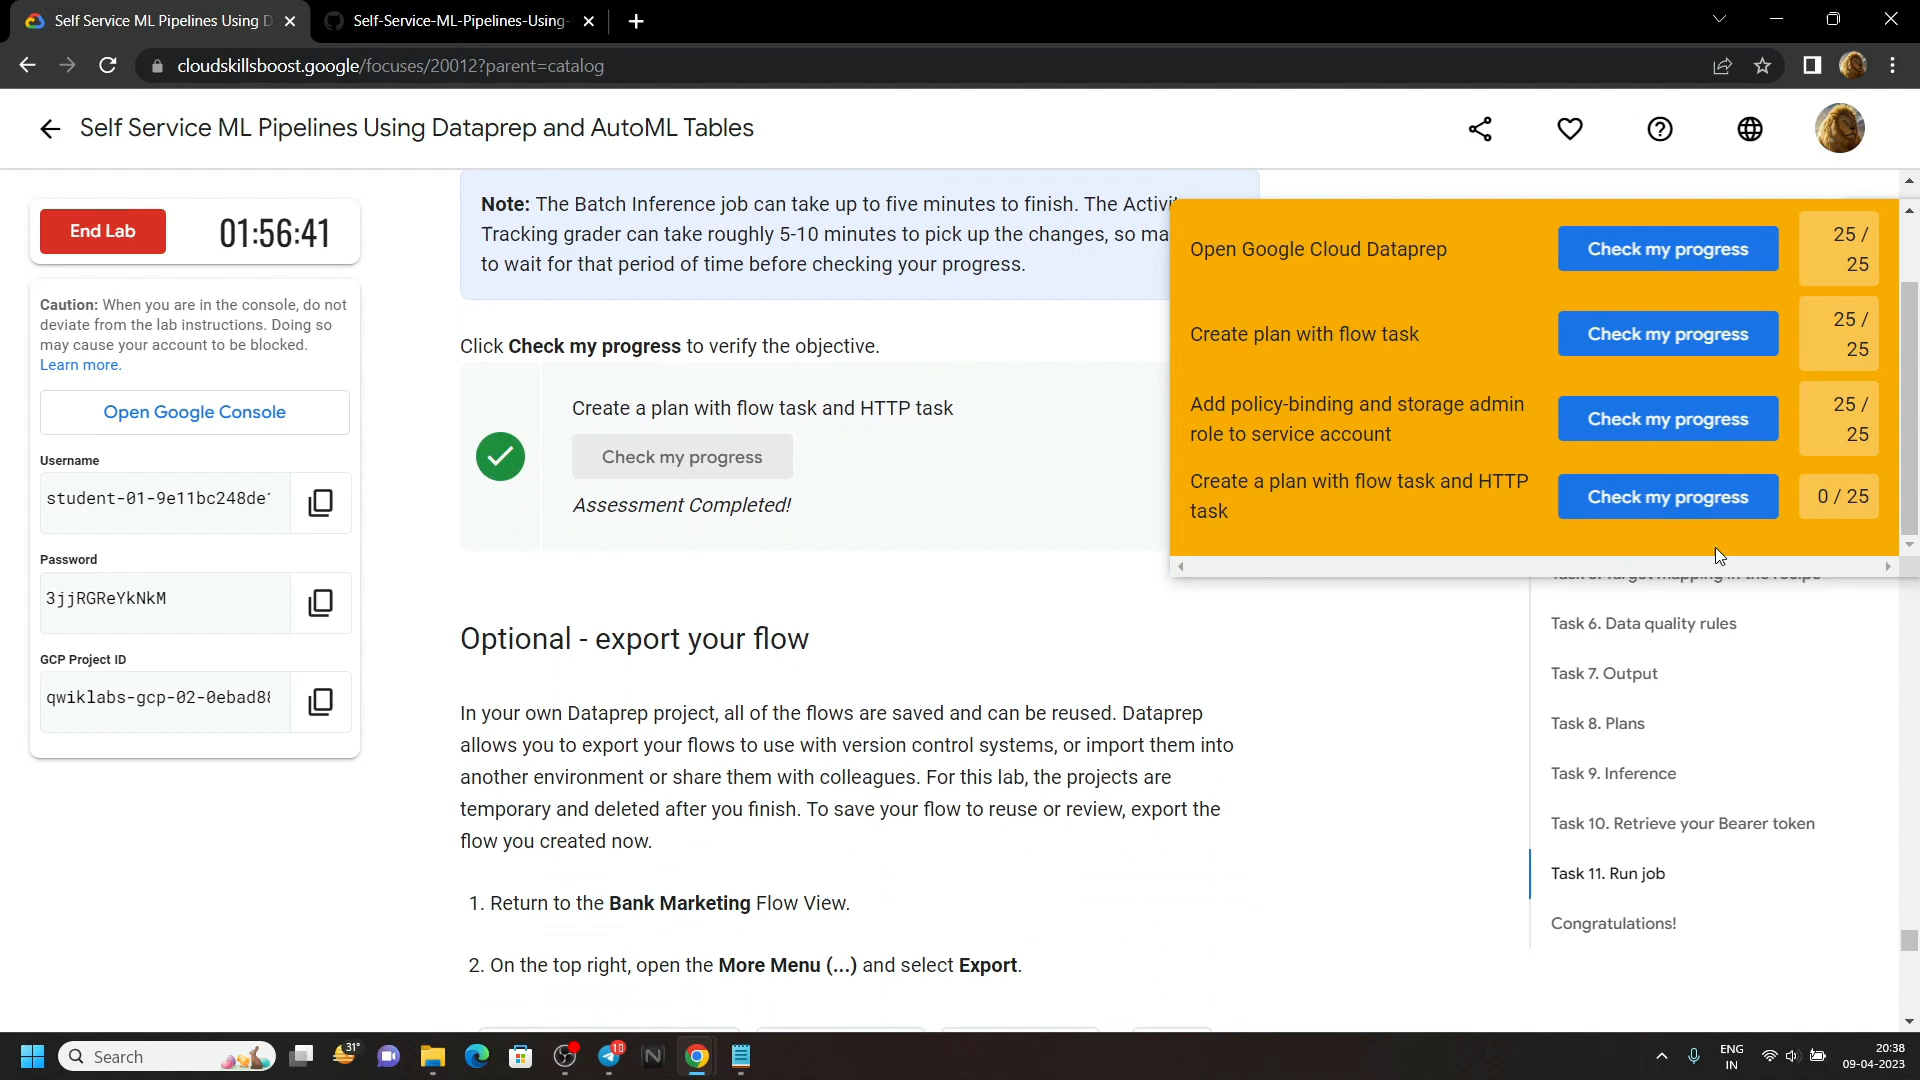 Self Service ML Pipelines Using D
Self-Service-ML-Pipelines-Using-
cloudskillsboost.google/focuses/20012?parent=catalog
Self Service ML Pipelines Using Dataprep and AutoML Tables
End Lab
01:56:41
Caution: When you are in the console, do not
deviate from the lab instructions. Doing so
may cause your account to be blocked.
Learn more.
Open Google Console
Username
student-01-9e11bc248de
Password
3jjRGReYkNkM
GCP Project ID
qwiklabs-gcp-02-0ebad8
Note: The Batch Inference job can take up to five minutes to finish. The Activi
Tracking grader can take roughly 5-10 minutes to pick up the changes, so ma
to wait for that period of time before checking your progress.
Click Check my progress to verify the objective.
Create a plan with flow task and HTTP task
Check my progress
Assessment Completed!
Optional - export your flow
In your own Dataprep project, all of the flows are saved and can be reused. Dataprep
allows you to export your flows to use with version control systems, or import them into
another environment or share them with colleagues. For this lab, the projects are
temporary and deleted after you finish. To save your flow to reuse or review, export the
flow you created now.
1. Return to the Bank Marketing Flow View.
2. On the top right, open the More Menu (...) and select Export.
Open Google Cloud Dataprep
Check my progress
25 /
25
Create plan with flow task
Check my progress
25 /
25
Add policy-binding and storage admin
role to service account
Check my progress
25 /
25
Create a plan with flow task and HTTP
task
Check my progress
0 / 25
Task 6. Data quality rules
Task 7. Output
Task 8. Plans
Task 9. Inference
Task 10. Retrieve your Bearer token
Task 11. Run job
Congratulations!
Search
31°
10
ENG
IN
20:38
09-04-2023